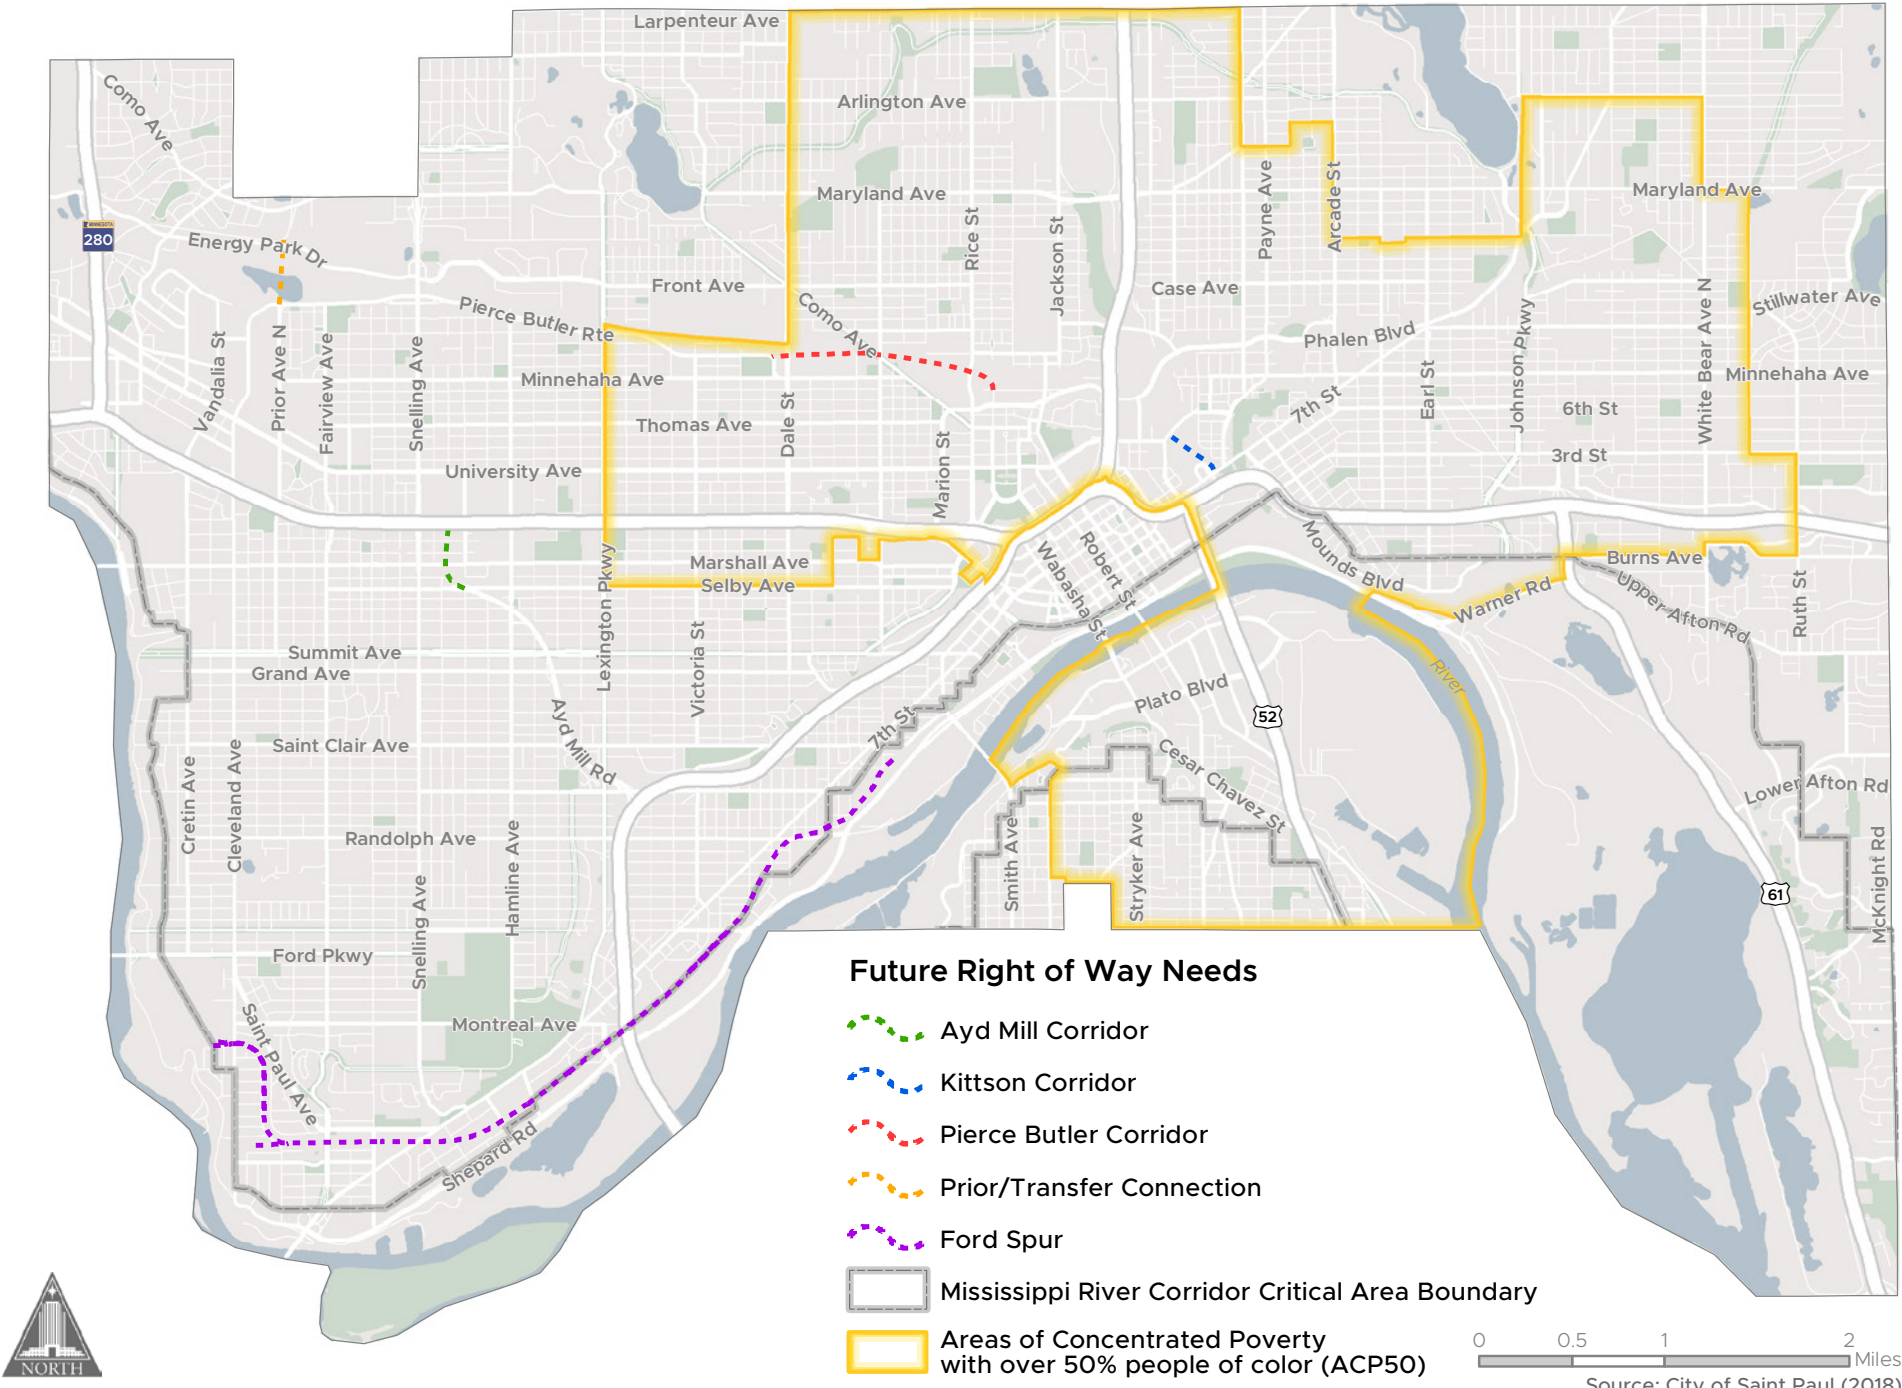 Larpenteur Ave
Como Ave
Arlington Ave
Maryland Ave
Maryland Ave
Payne Ave
Arcade St
Rice St
Jackson St
MINNESOTA
280
Energy Park Dr
Front Ave
Case Ave
Como Ave
Stillwater Ave
Pierce Butler Rte
Phalen Blvd
Vandalia St
Prior Ave N
Fairview Ave
Snelling Ave
Minnehaha Ave
Minnehaha Ave
Earl St
Johnson Pkwy
White Bear Ave N
7th St
6th St
Thomas Ave
Dale St
Marion St
3rd St
University Ave
Marshall Ave
Selby Ave
Lexington Pkwy
Robert St
Wabasha St
Mounds Blvd
Burns Ave
Warner Rd
Upper Afton Rd
Ruth St
Summit Ave
Grand Ave
Victoria St
River
Plato Blvd
52
Ayd Mill Rd
7th St
Saint Clair Ave
Cesar Chavez St
Cretin Ave
Cleveland Ave
Lower Afton Rd
Randolph Ave
Hamline Ave
Smith Ave
Stryker Ave
McKnight Rd
61
Snelling Ave
Ford Pkwy
Saint Paul Ave
Montreal Ave
Shepard Rd
Future Right of Way Needs
Ayd Mill Corridor
Kittson Corridor
Pierce Butler Corridor
Prior/Transfer Connection
Ford Spur
Mississippi River Corridor Critical Area Boundary
Areas of Concentrated Poverty
with over 50% people of color (ACP50)
0 0.5 1 2
Miles
Source: City of Saint Paul (2018)
NORTH